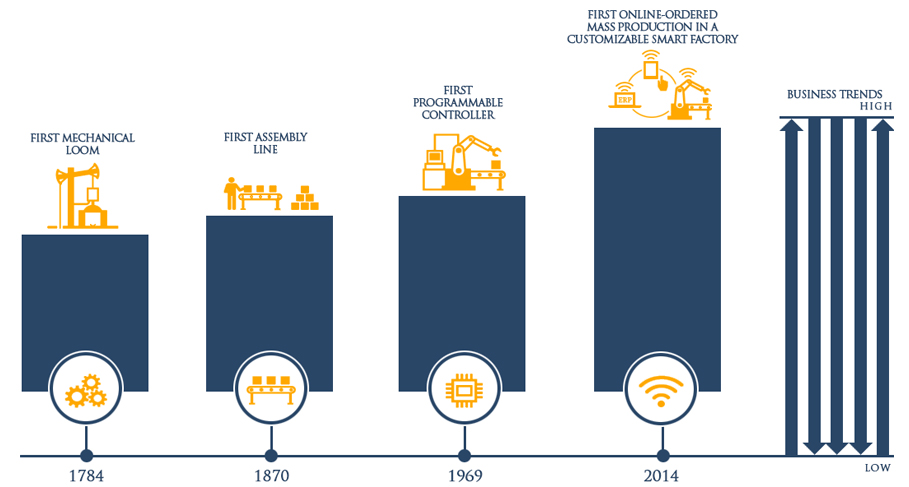 FIRST ONLINE-ORDERED
MASS PRODUCTION IN A
CUSTOMIZABLE SMART FACTORY
ERP
FIRST
PROGRAMMABLE
CONTROLLER
BUSINESS TRENDS
HIGH
FIRST MECHANICAL
LOOM
FIRST ASSEMBLY
LINE
LOW
1784
1870
1969
2014